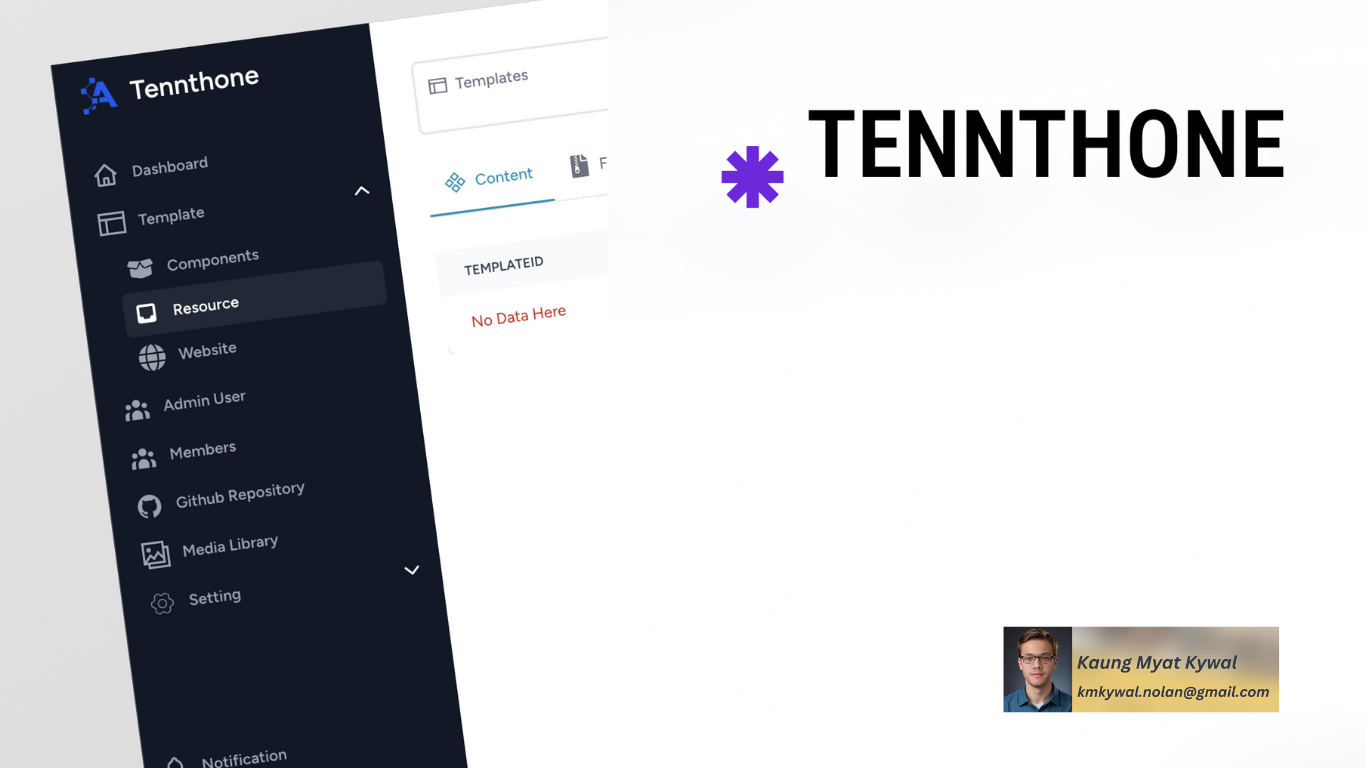 Tennthone
Dashboard
Template
Components
Resource
Website
Admin User
Members
Github Repository
Media Library
Setting
Notification
Templates
Content
F
TEMPLATEID
No Data Here
TENNTHONE
Kaung Myat Kywal
kmkywal.nolan@gmail.com